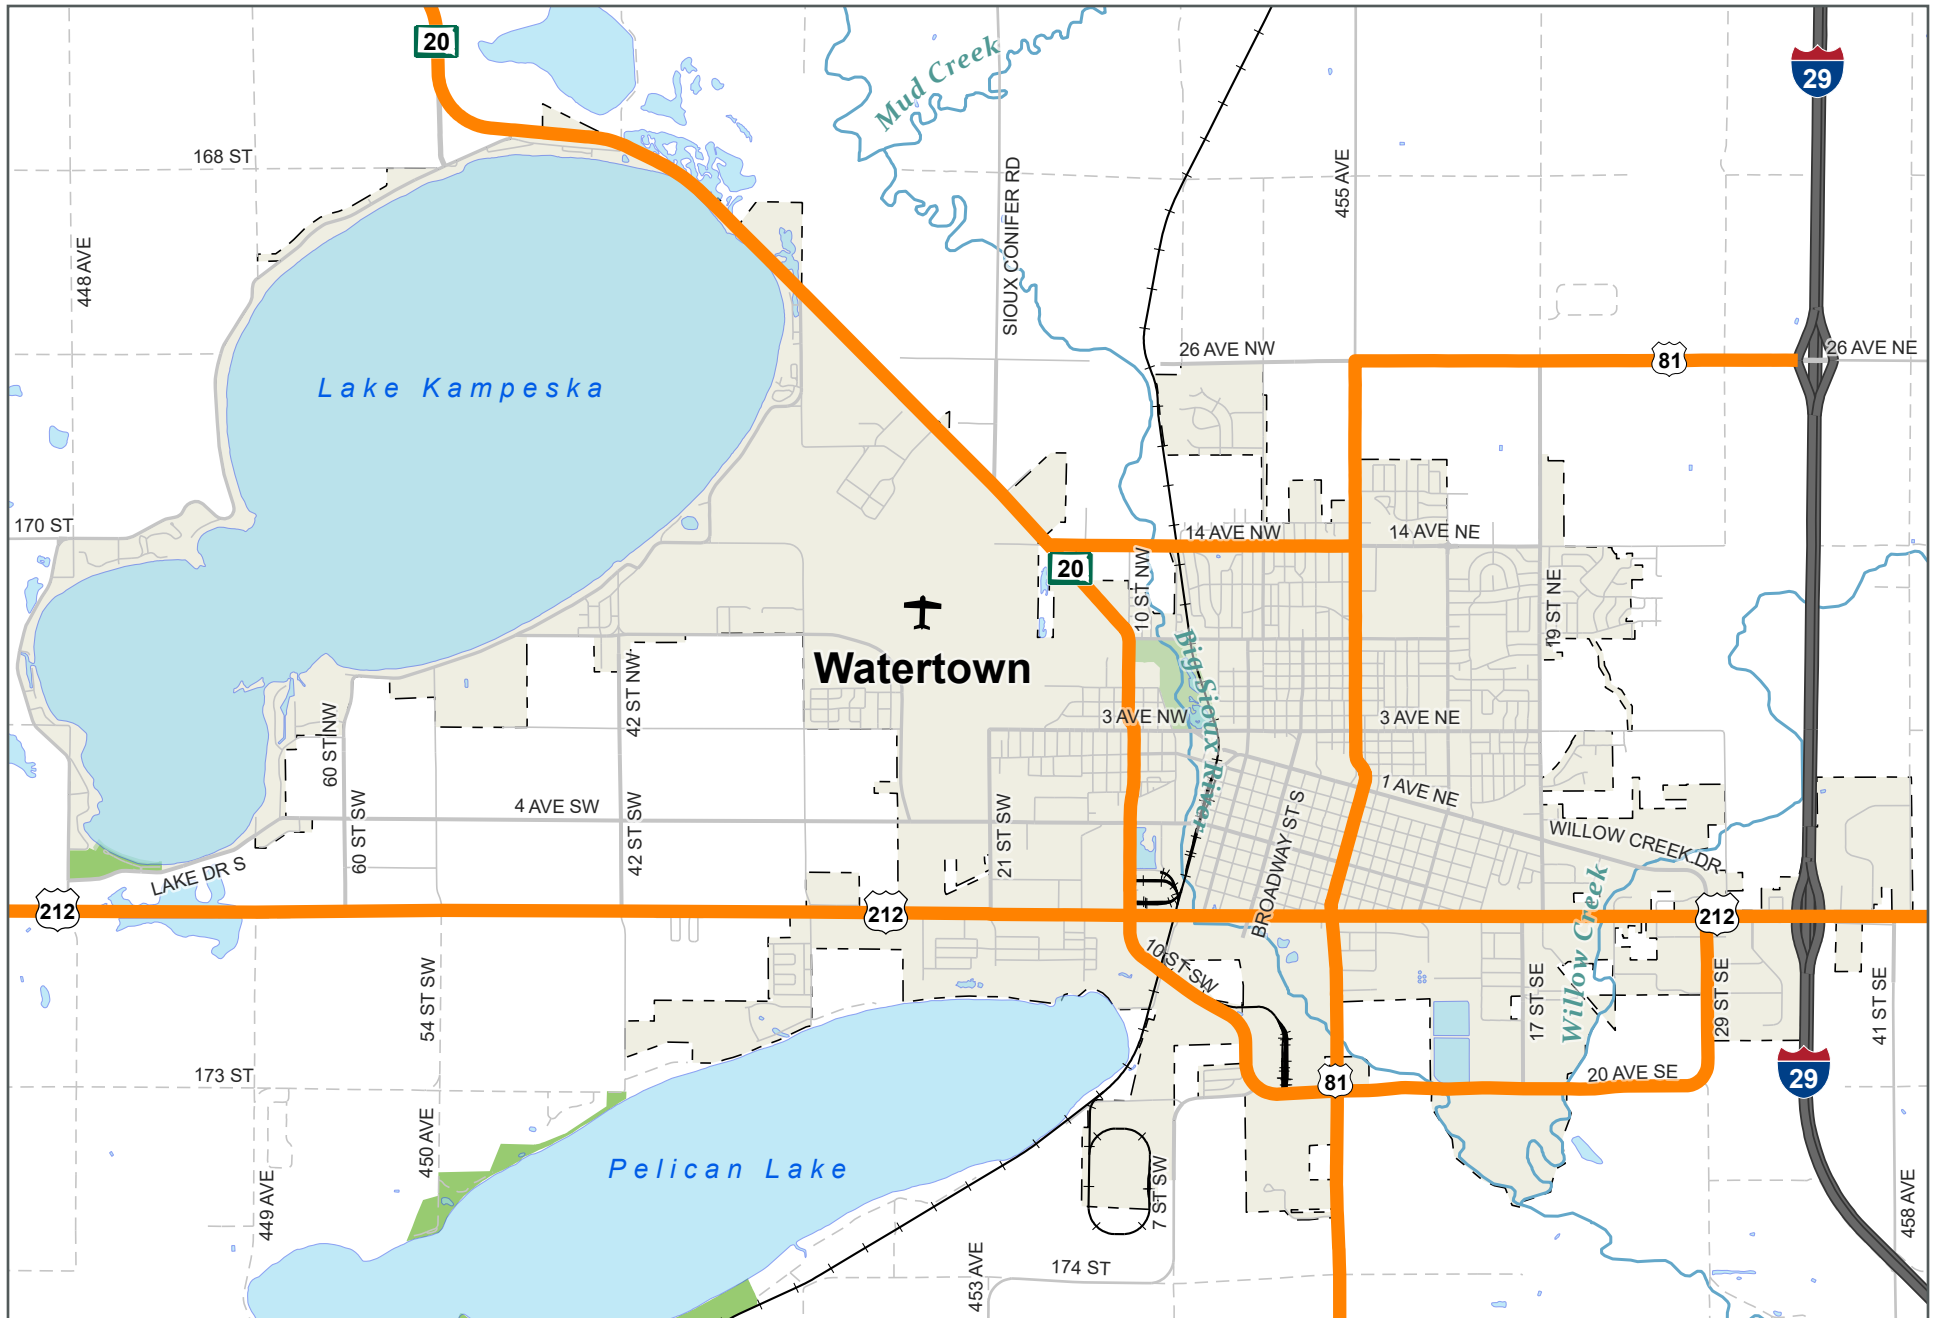 20
29
Mud Creek
168 ST
SIOUX CONIFER RD
455 AVE
448 AVE
26 AVE NW
81
26 AVE NE
Lake Kampeska
170 ST
14 AVE NW
14 AVE NE
20
10 ST NW
19 ST NE
Watertown
Big Sioux River
42 ST NW
60 ST NW
3 AVE NW
3 AVE NE
1 AVE NE
4 AVE SW
60 ST SW
42 ST SW
21 ST SW
BROADWAY ST S
WILLOW CREEK DR
LAKE DR S
212
212
212
Willow Creek
10 ST SW
54 ST SW
17 ST SE
29 ST SE
41 ST SE
173 ST
81
20 AVE SE
29
450 AVE
449 AVE
Pelican Lake
7 ST SW
458 AVE
453 AVE
174 ST